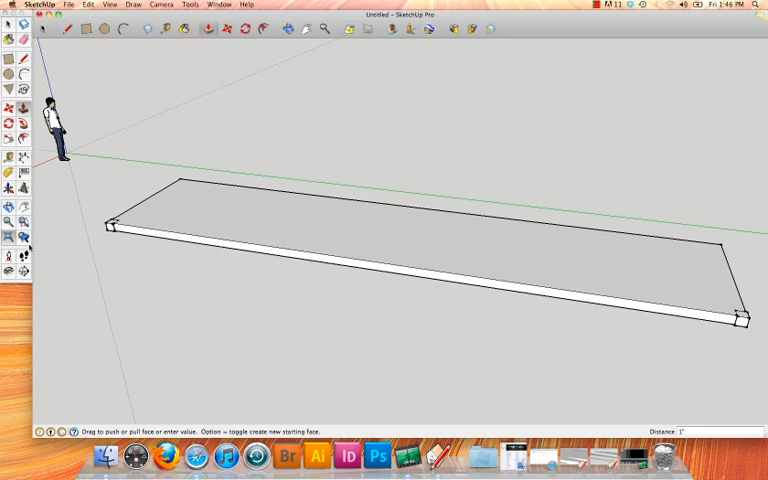 SketchUp File Edit View Draw Camera Tools Window Help
11 Fri 1:46 PM
Untitled - SketchUp Pro
Drag to push or pull face or enter value. Option = toggle create new starting face.
Distance 1"
Br Ai Id Ps